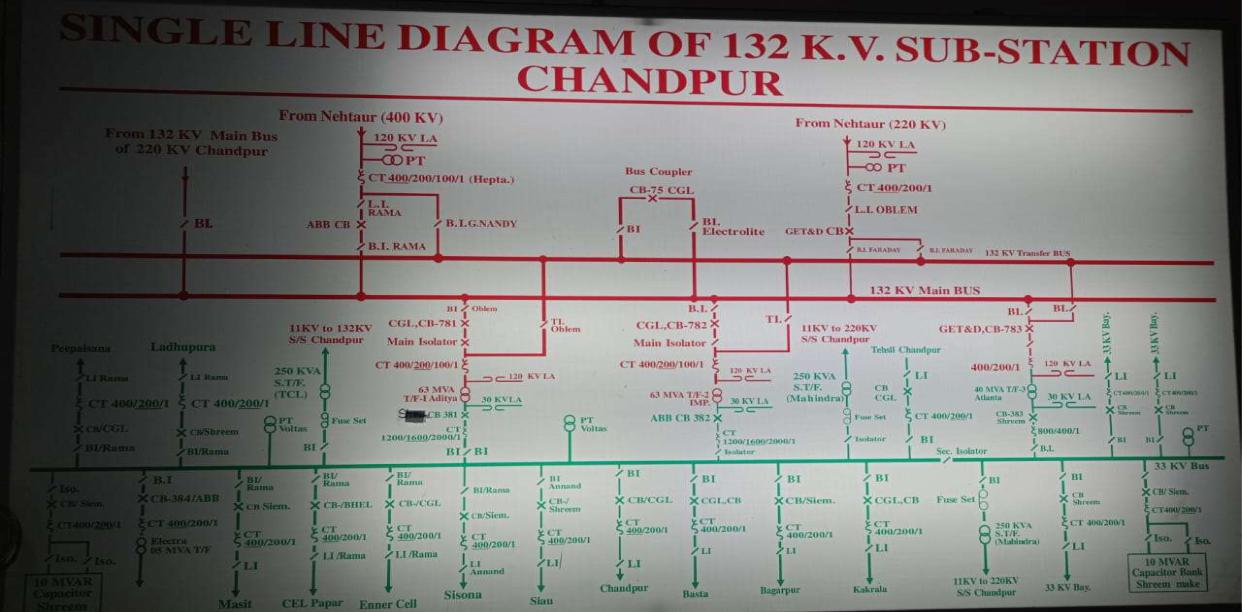 SINGLE LINE DIAGRAM OF 132 K.V. SUB-STATION
CHANDPUR
From Nehtaur (400 KV)
From Nehtaur (220 KV)
From 132 KV Main Bus
of 220 KV Chandpur
120 KV LA
PT
CT 400/200/100/1 (Hepta.)
120 KV LA
PT
CT 400/200/1
Bus Coupler
CB-75 CGL
L.I.
RAMA
L.I. OBLEM
BI.
ABB CB
B.I.G.NANDY
BI
BI.
Electrolite
GET&D CB
B.I. RAMA
B.I. FARADAY
B.I. FARADAY
132 KV Transfer BUS
132 KV Main BUS
BI
Oblem
B.I.
BI.
BI.
11KV to 132KV
S/S Chandpur
CGL,CB-781
TI.
Oblem
CGL,CB-782
TI.
11KV to 220KV
S/S Chandpur
GET&D,CB-783
33 KV Bay.
33 KV Bay.
Peepalsana
Ladhupura
Main Isolator
Main Isolator
Tehsil Chandpur
LI Rama
LI Rama
250 KVA
S.T/F.
(TCL)
CT 400/200/100/1
CT 400/200/100/1
250 KVA
S.T/F.
(Mahindra)
LI
400/200/1
120 KV LA
LI
LI
120 KV LA
120 KV LA
CT 400/200/1
CT 400/200/1
63 MVA
T/F-I Aditya
30 KVLA
63 MVA T/F-2
IMP.
30 KV LA
CB
CGL
40 MVA T/F-3
Atlanta
30 KV LA
CT400/200/1
CT400/200/1
PT
Voltas
Fuse Set
CB 381
PT
Voltas
ABB CB 382
Fuse Set
CT 400/200/1
CB-383
Shreem
CB
Shreem
CB
Shreem
CB/CGL
CB/Shreem
CT
1200/1600/2000/1
CT
1200/1600/2000/1
Isolator
800/400/1
PT
BI/Rama
BI/Rama
BI
BI
BI
Isolator
BI
Sec. Isolator
B.I.
BI
BI
33 KV Bus
Iso.
B.I
BI/
Rama
BI/
Rama
BI/
Rama
BI/Rama
BI
Annand
BI
BI
BI
BI
BI
BI
CB/ Siem.
CB/ Siem.
CB-384/ABB
CB Siem.
CB-/BHEL
CB-/CGL
CB/Siem.
CB-/
Shreem
CB/CGL
CGL,CB
CB/Siem.
CGL,CB
Fuse Set
CB
Shreem
CT400/200/1
CT400/200/1
CT 400/200/1
CT
400/200/1
CT
400/200/1
CT
400/200/1
CT
400/200/1
CT
400/200/1
CT
400/200/1
CT
400/200/1
CT
400/200/1
CT
400/200/1
250 KVA
S.T/F.
(Mahindra)
CT 400/200/1
Iso.
Iso.
Electra
05 MVA T/F
LI
LI /Rama
LI /Rama
LI
Annand
LI
LI
LI
LI
LI
LI
Iso.
Iso.
10 MVAR
Capacitor
Shreem
Masit
CEL Papar
Enner Cell
Sisona
Siau
Chandpur
Basta
Bagarpur
Kakrala
11KV to 220KV
S/S Chandpur
33 KV Bay.
10 MVAR
Capacitor Bank
Shreem make